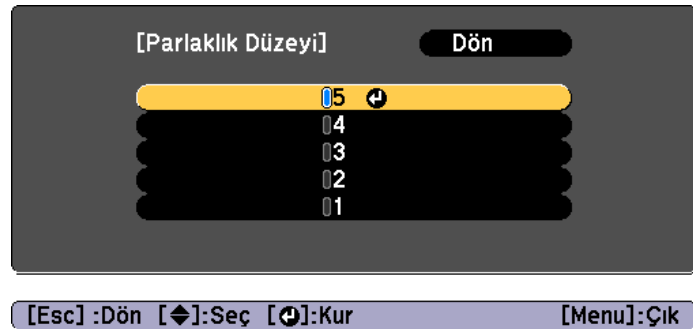 [Parlaklık Düzeyi] Dön
5
4
3
2
1
[Esc] :Dön [◆]:Seç [↵]:Kur [Menu]:Çık